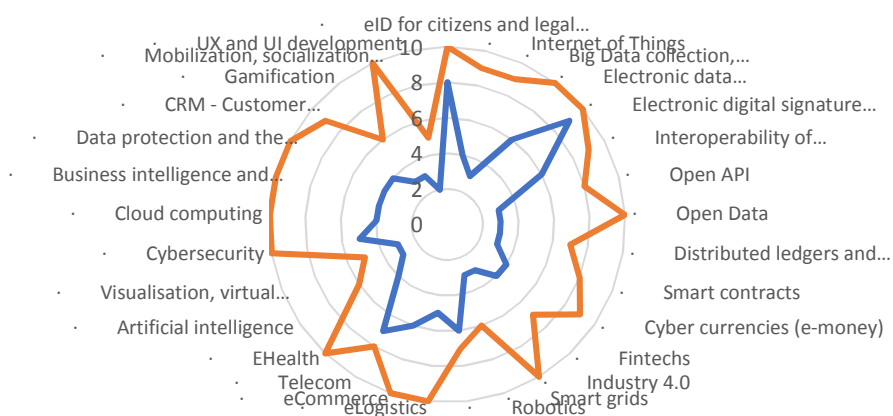 · eID for citizens and legal...
· Internet of Things
· Big Data collection,...
· Electronic data...
· Electronic digital signature...
· Interoperability of...
· Open API
· Open Data
· Distributed ledgers and...
· Smart contracts
· Cyber currencies (e-money)
· Fintechs
· Industry 4.0
· Smart grids
· Robotics
· eLogistics
· eCommerce
· Telecom
· EHealth
· Artificial intelligence
· Visualisation, virtual...
· Cybersecurity
· Cloud computing
· Business intelligence and...
· Data protection and the...
· CRM - Customer...
· Gamification
· Mobilization, socialization...
· UX and UI development
10
8
6
4
2
0